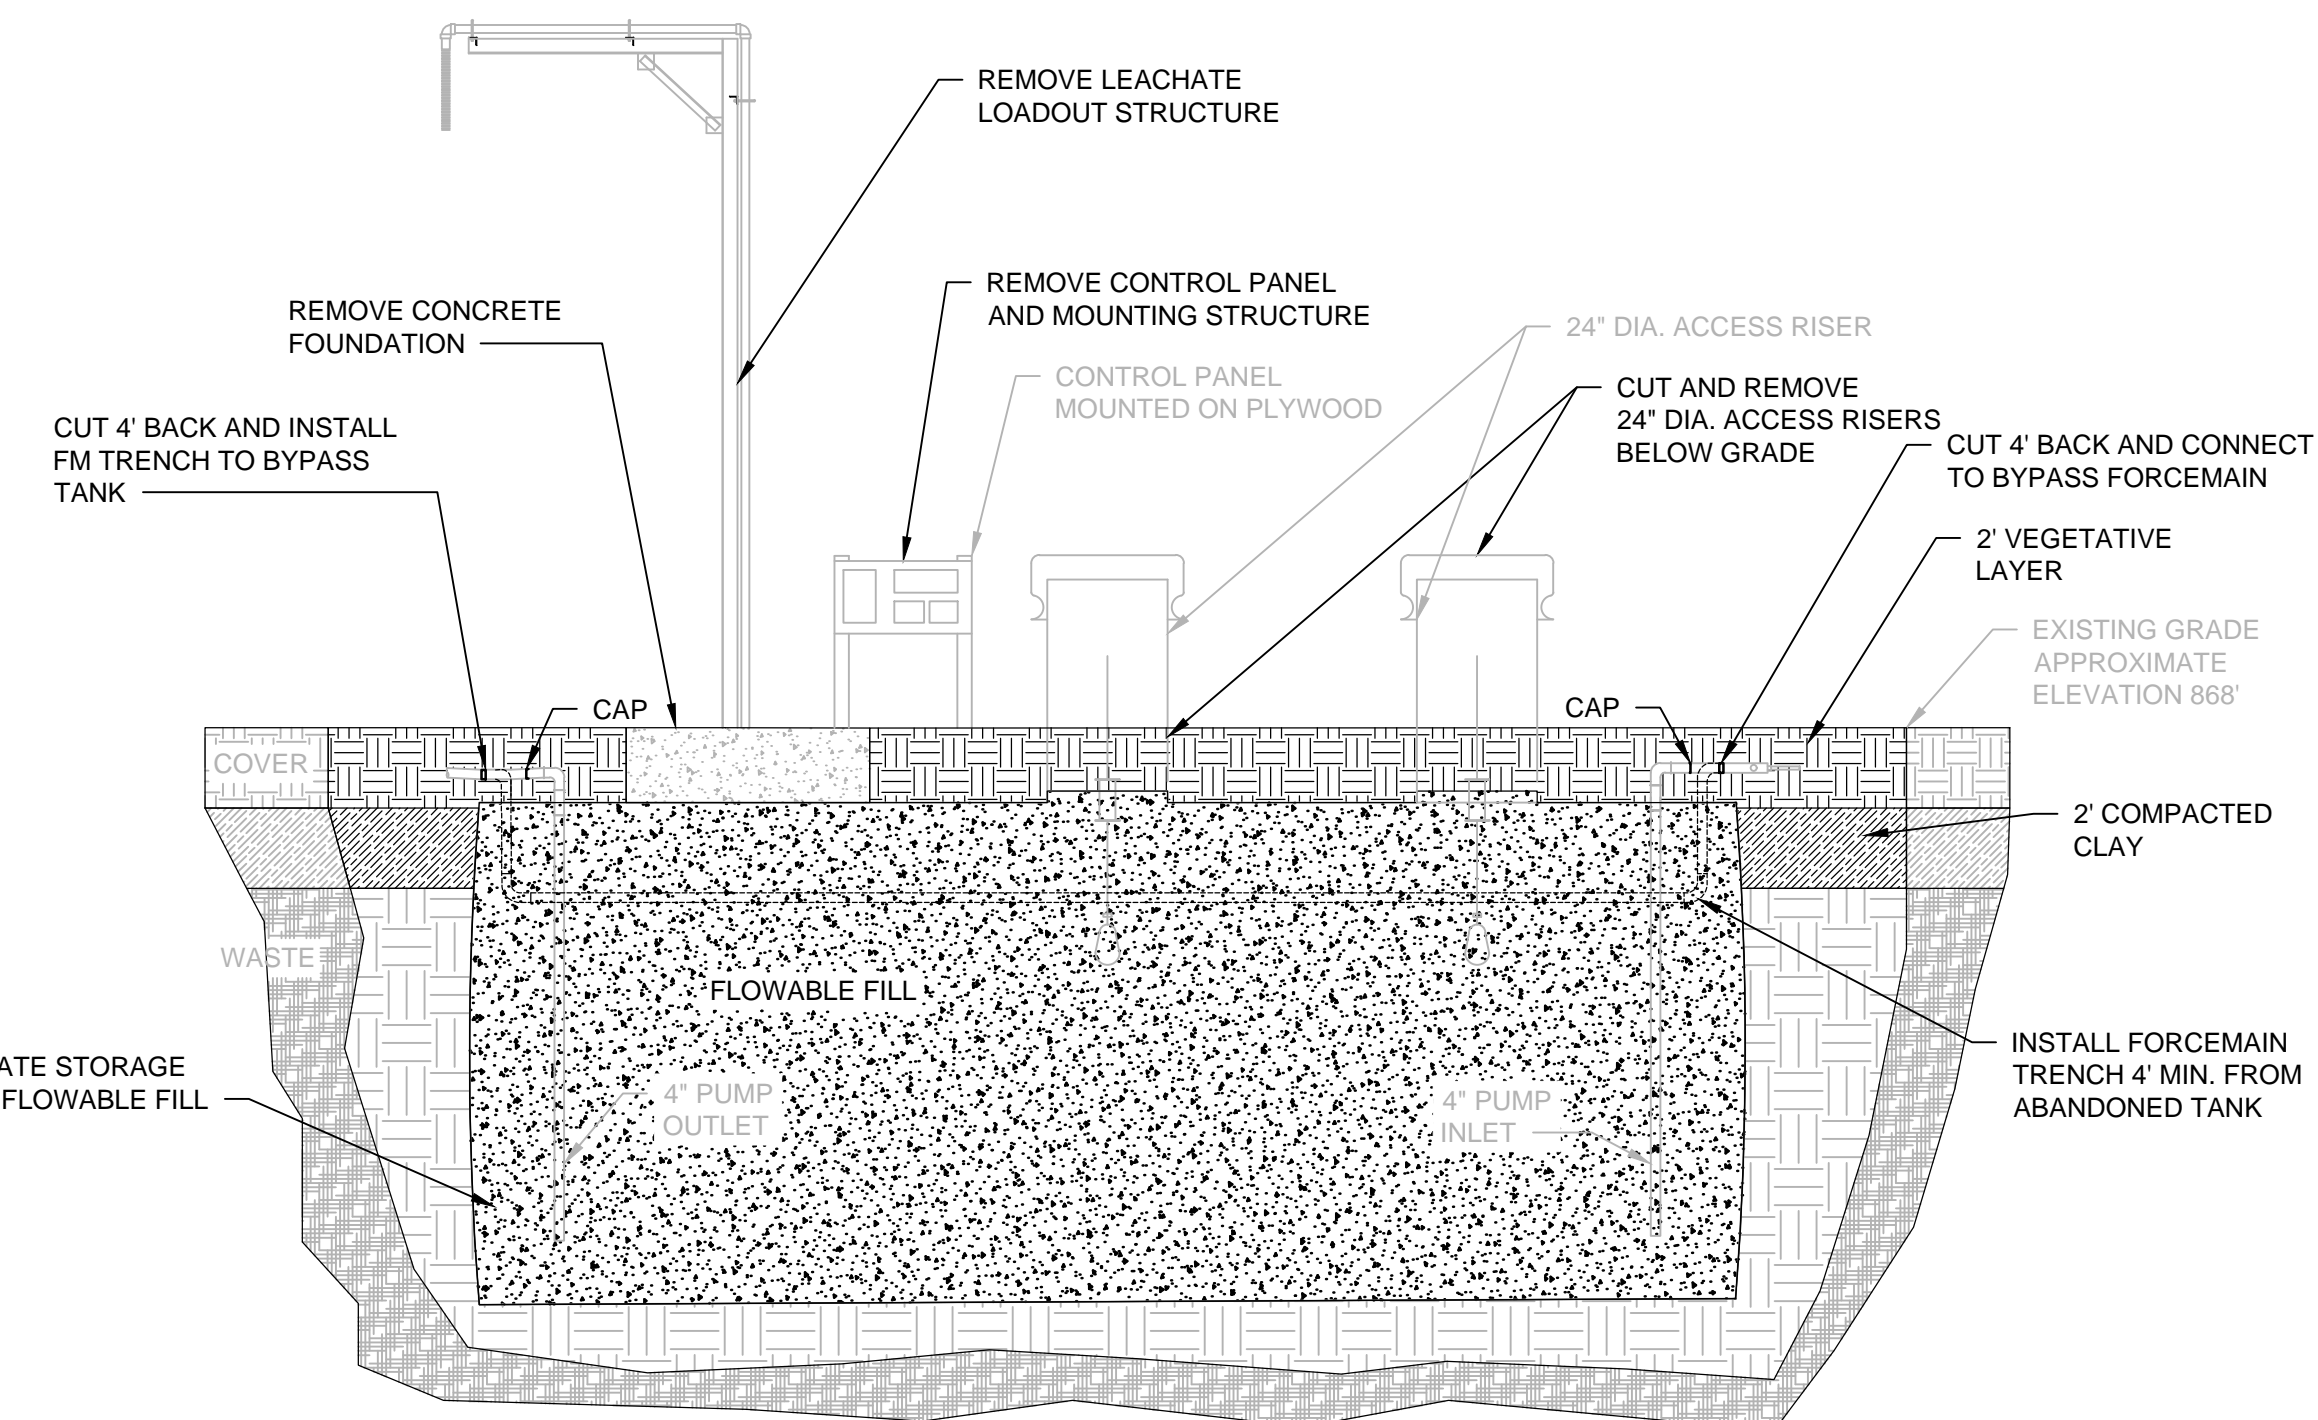 REMOVE LEACHATE
LOADOUT STRUCTURE
REMOVE CONTROL PANEL
AND MOUNTING STRUCTURE
REMOVE CONCRETE
FOUNDATION
24" DIA. ACCESS RISER
CONTROL PANEL
MOUNTED ON PLYWOOD
CUT AND REMOVE
24" DIA. ACCESS RISERS
BELOW GRADE
CUT 4' BACK AND INSTALL
FM TRENCH TO BYPASS
TANK
CUT 4' BACK AND CONNECT
TO BYPASS FORCEMAIN
2' VEGETATIVE
LAYER
EXISTING GRADE
APPROXIMATE
ELEVATION 868'
CAP
CAP
COVER
2' COMPACTED
CLAY
WASTE
FLOWABLE FILL
ATE STORAGE
FLOWABLE FILL
4" PUMP
OUTLET
4" PUMP
INLET
INSTALL FORCEMAIN
TRENCH 4' MIN. FROM
ABANDONED TANK